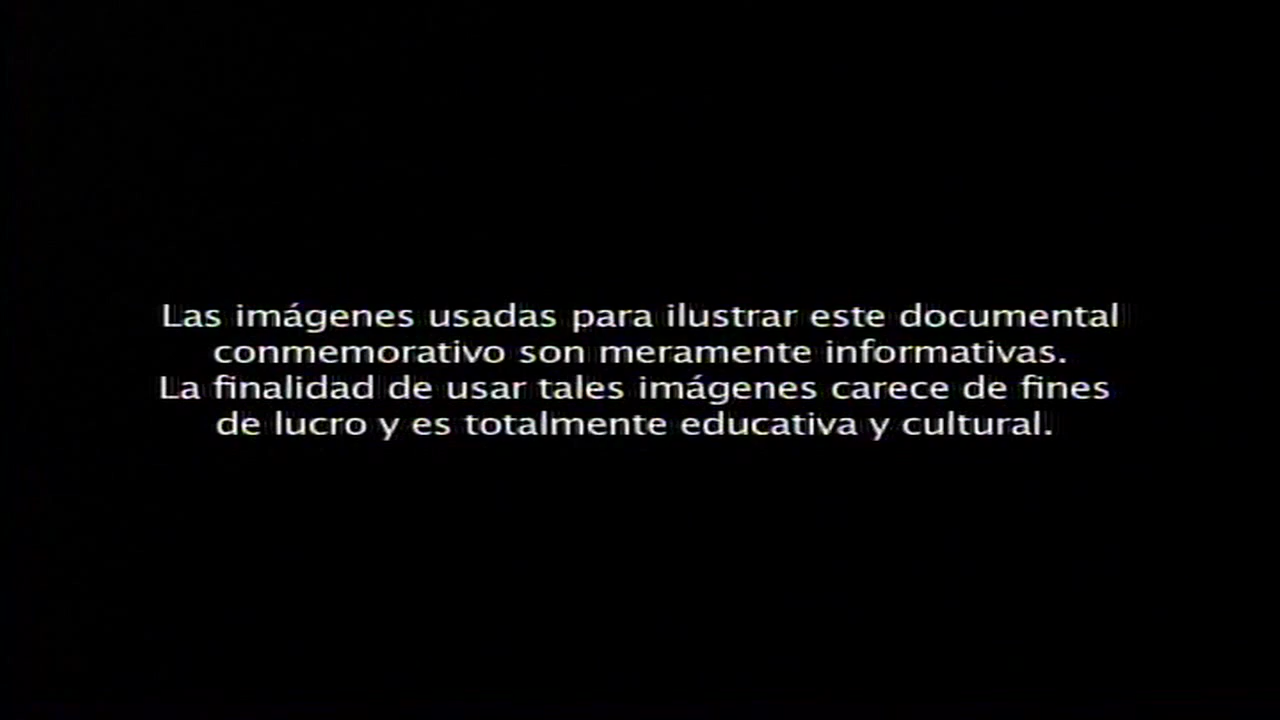 Las imágenes usadas para ilustrar este documental
conmemorativo son meramente informativas.
La finalidad de usar tales imágenes carece de fines
de lucro y es totalmente educativa y cultural.